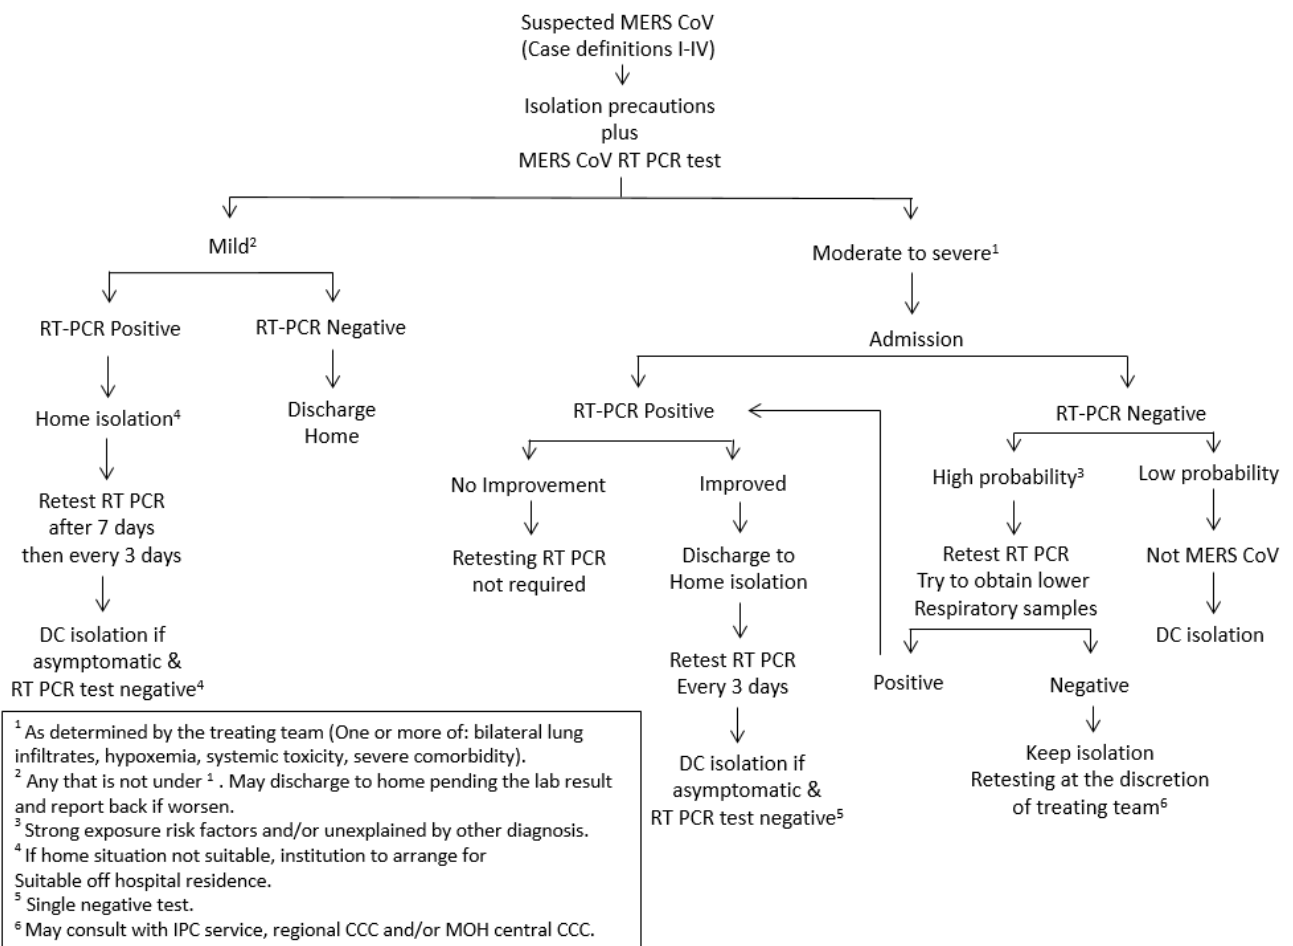 Suspected MERS CoV
(Case definitions I-IV)
Isolation precautions
plus
MERS CoV RT PCR test
Mild²
Moderate to severe¹
RT-PCR Positive
RT-PCR Negative
Admission
Home isolation⁴
Discharge
Home
RT-PCR Positive
RT-PCR Negative
Retest RT PCR
after 7 days
then every 3 days
No Improvement
Improved
High probability³
Low probability
Retesting RT PCR
not required
Discharge to
Home isolation
Retest RT PCR
Try to obtain lower
Respiratory samples
Not MERS CoV
DC isolation
DC isolation if
asymptomatic &
RT PCR test negative⁴
Retest RT PCR
Every 3 days
Positive
Negative
DC isolation if
asymptomatic &
RT PCR test negative⁵
Keep isolation
Retesting at the discretion
of treating team⁶
¹ As determined by the treating team (One or more of: bilateral lung
infiltrates, hypoxemia, systemic toxicity, severe comorbidity).
² Any that is not under ¹ . May discharge to home pending the lab result
and report back if worsen.
³ Strong exposure risk factors and/or unexplained by other diagnosis.
⁴ If home situation not suitable, institution to arrange for
Suitable off hospital residence.
⁵ Single negative test.
⁶ May consult with IPC service, regional CCC and/or MOH central CCC.